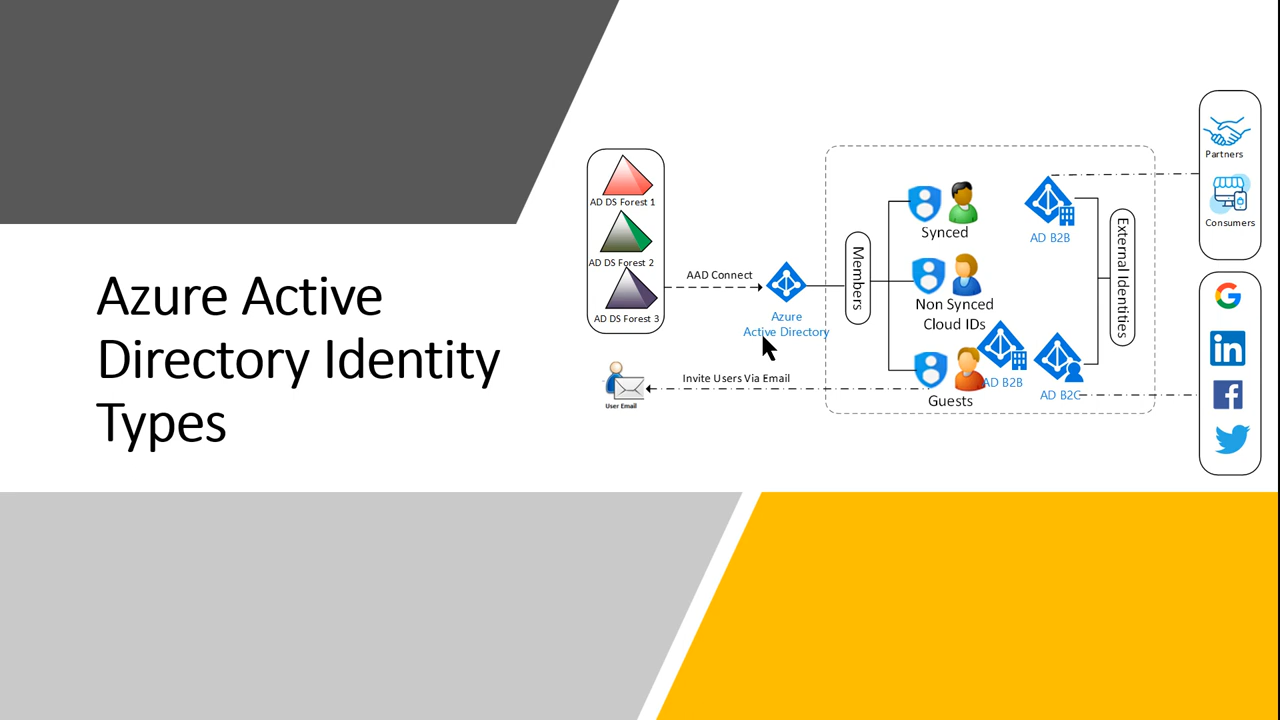 Azure Active
Directory Identity
Types
AD DS Forest 1
AD DS Forest 2
AD DS Forest 3
AAD Connect
Azure
Active Directory
User Email
Invite Users Via Email
Members
Synced
Non Synced
Cloud IDs
Guests
AD B2B
AD B2B
AD B2C
External Identities
Partners
Consumers
G
in
f